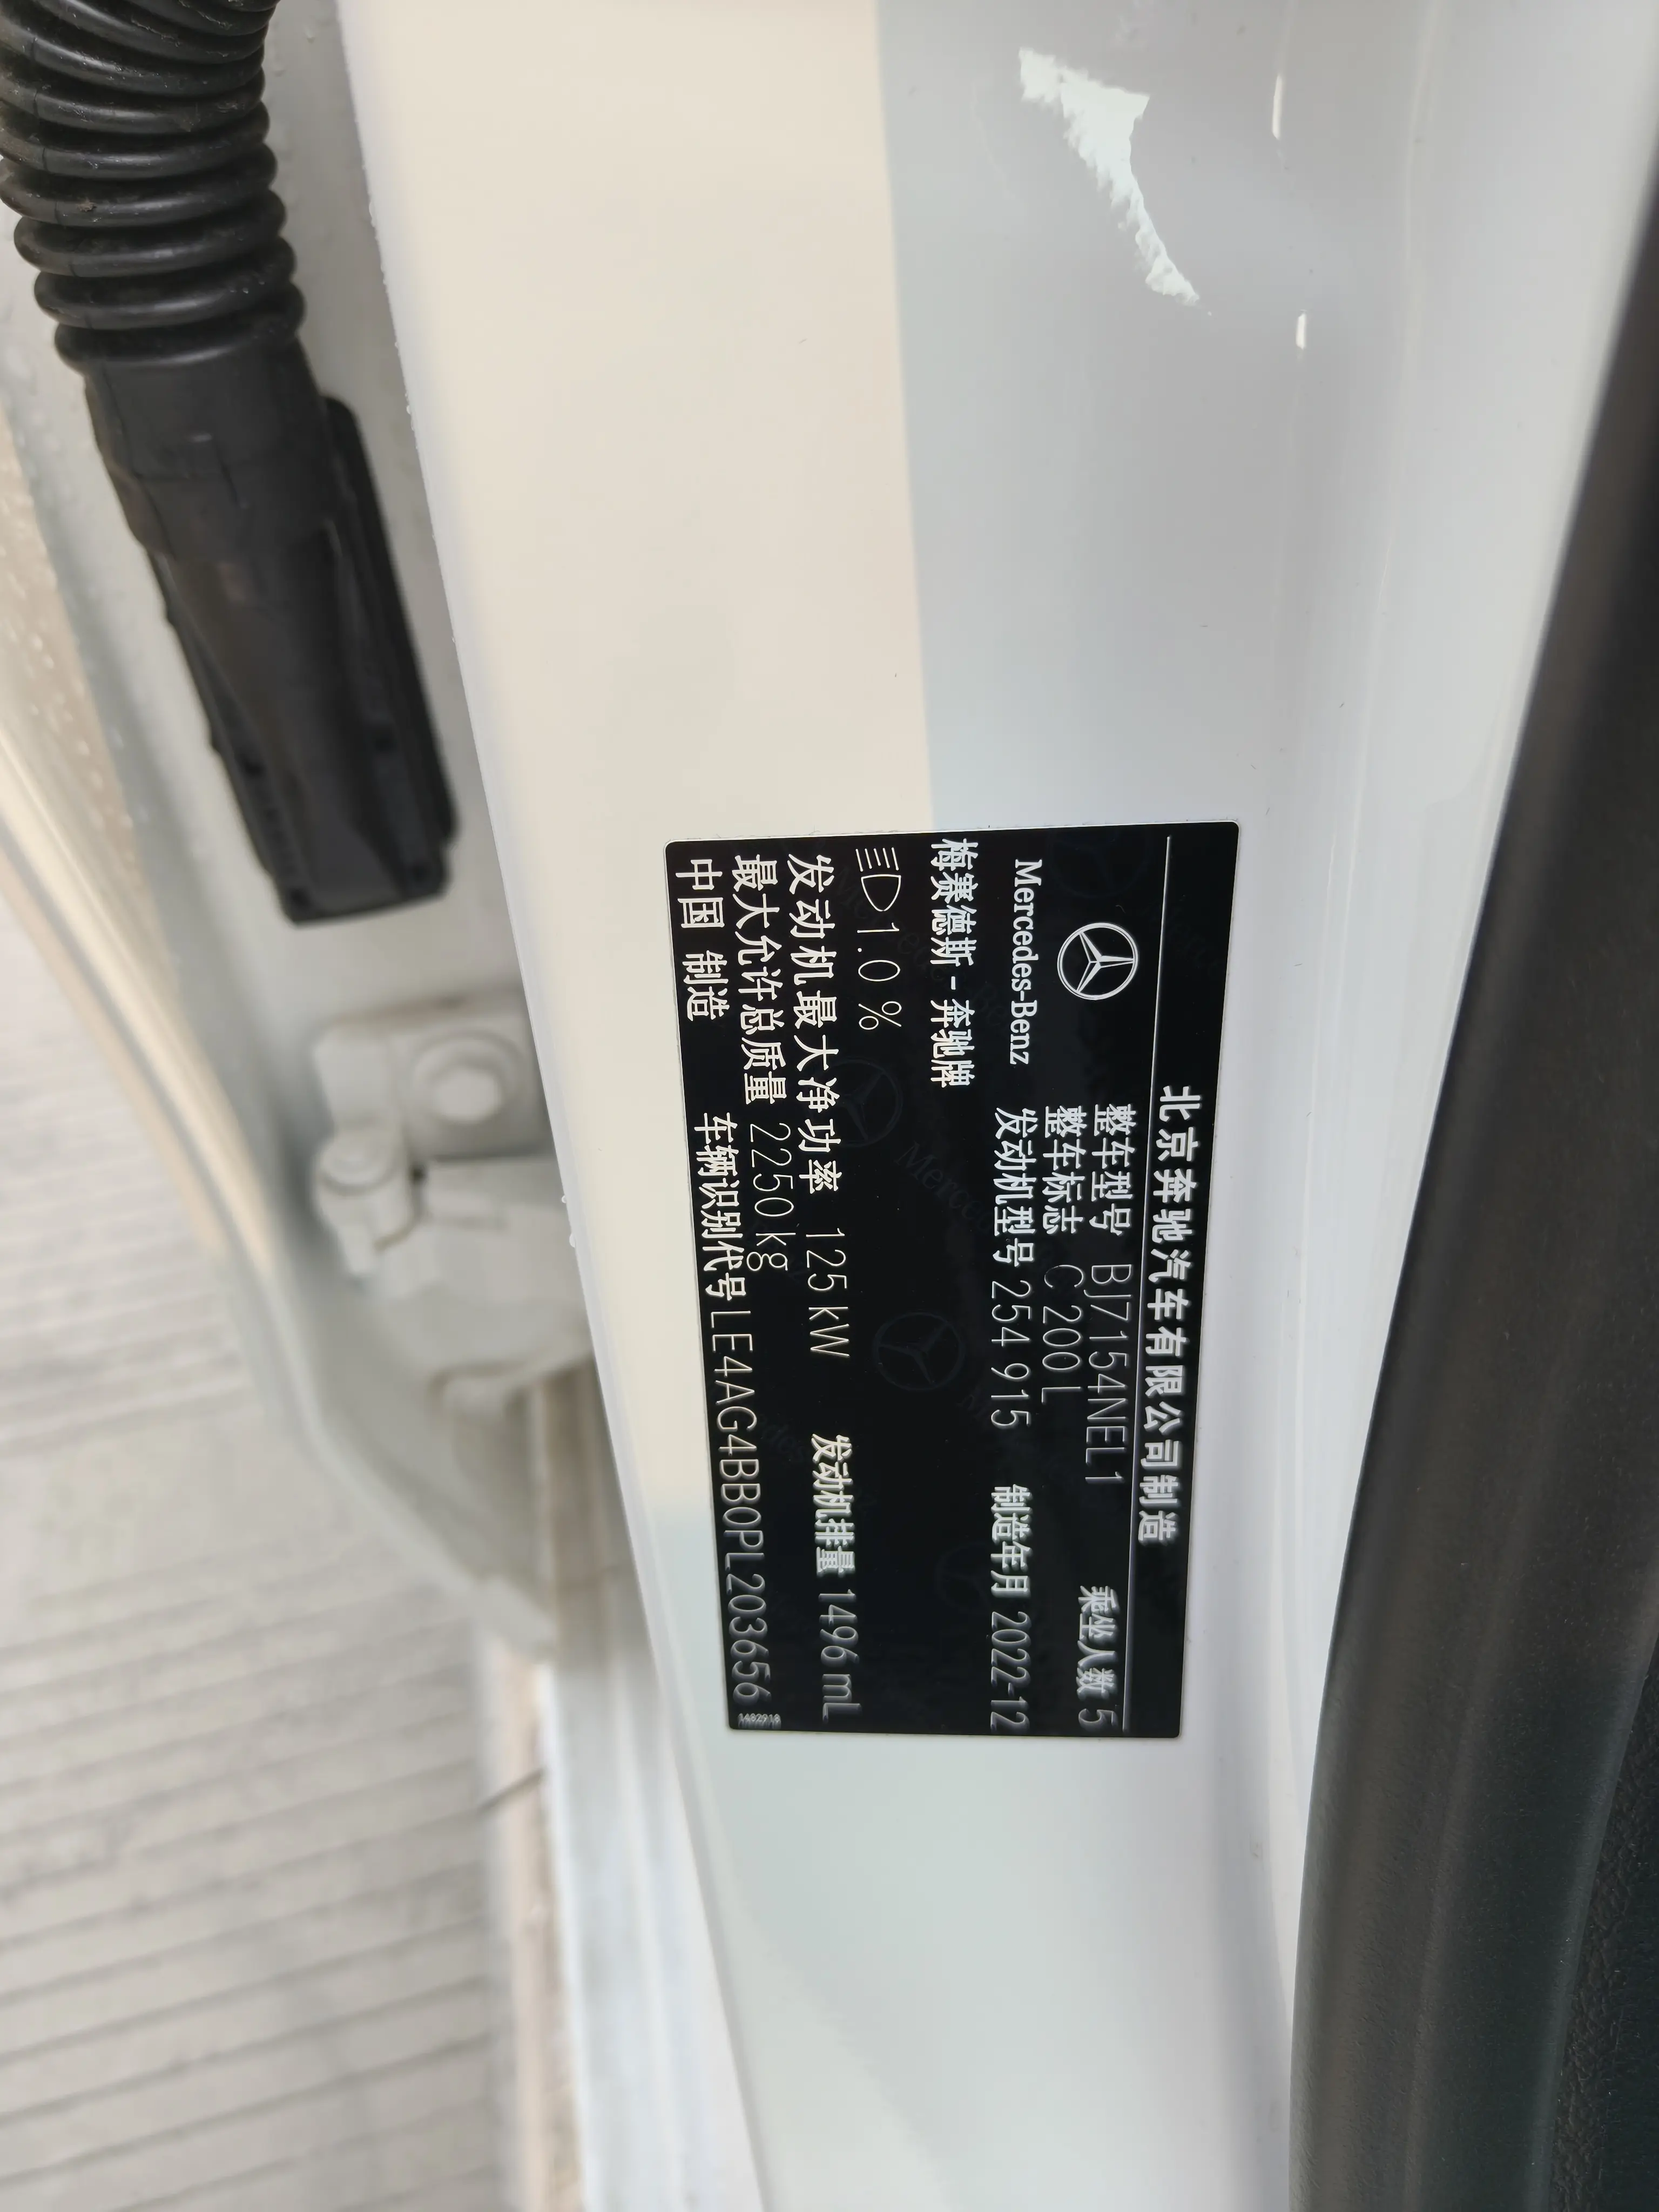 北京奔驰汽车有限公司制造
Mercedes-Benz
整车型号 BJ7154NEL1 乘坐人数 5
整车标志 C 200 L
发动机型号 254 915 制造年月 2022-12
梅赛德斯-奔驰牌
1.0 %
发动机最大净功率 125 kW 发动机排量 1496 mL
最大允许总质量 2250 kg
中国 制造 车辆识别代号 LE4AG4BB0PL203656
1482918